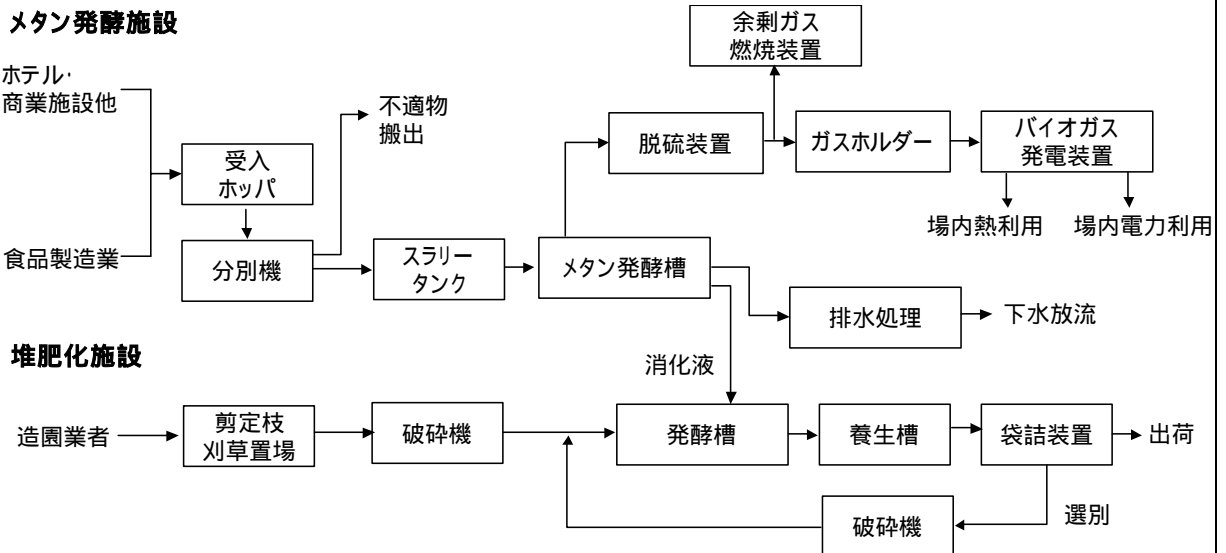 メタン発酵施設
余剰ガス
燃焼装置
ホテル・
商業施設他
不適物
搬出
脱硫装置
ガスホルダー
バイオガス
発電装置
受入
ホッパ
場内熱利用
場内電力利用
食品製造業
分別機
スラリー
タンク
メタン発酵槽
排水処理
下水放流
堆肥化施設
消化液
造園業者
剪定枝
刈草置場
破砕機
発酵槽
養生槽
袋詰装置
出荷
破砕機
選別